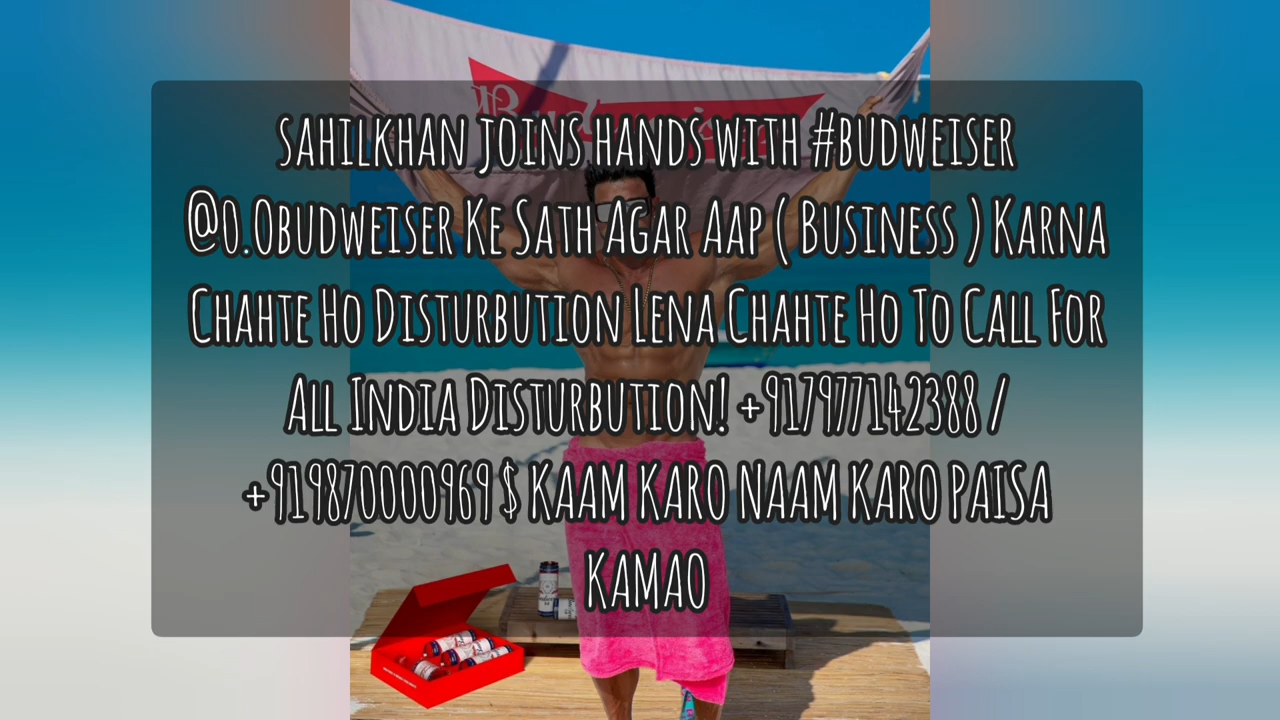 SAHILKHAN JOINS HANDS WITH #BUDWEISER
@0.0BUDWEISER KE SATH AGAR AAP ( BUSINESS ) KARNA
CHAHTE HO DISTURBUTION LENA CHAHTE HO TO CALL FOR
ALL INDIA DISTURBUTION! +917977142388 /
+919870000969 $ KAAM KARO NAAM KARO PAISA
KAMAO